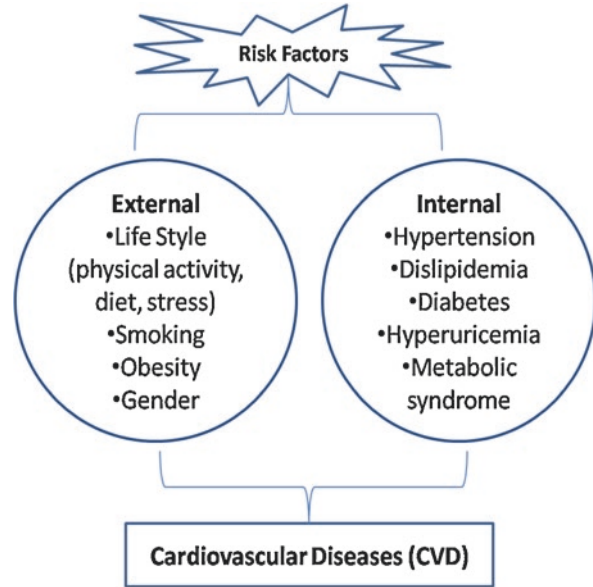 Risk Factors
External
•Life Style
(physical activity,
diet, stress)
•Smoking
•Obesity
•Gender
Internal
•Hypertension
•Dislipidemia
•Diabetes
•Hyperuricemia
•Metabolic
syndrome
Cardiovascular Diseases (CVD)